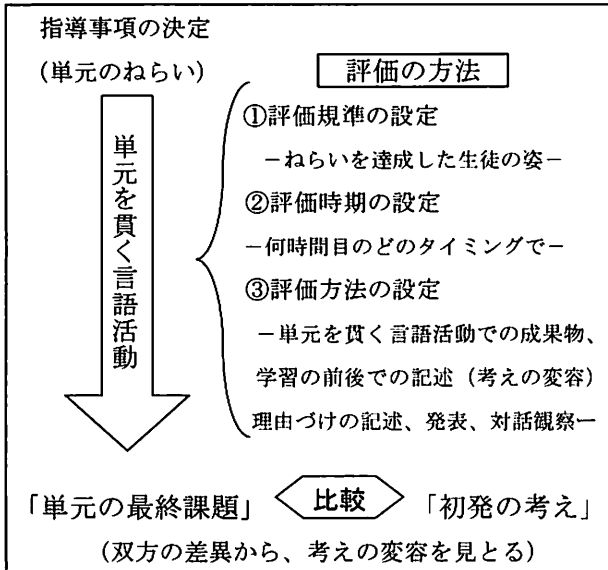 指導事項の決定
(単元のねらい)
単元を貫く言語活動
評価の方法
①評価規準の設定
－ねらいを達成した生徒の姿－
②評価時期の設定
－何時間目のどのタイミングで－
③評価方法の設定
－単元を貫く言語活動での成果物、
学習の前後での記述（考えの変容）
理由づけの記述、発表、対話観察ー
「単元の最終課題」 比較 「初発の考え」
（双方の差異から、考えの変容を見とる）